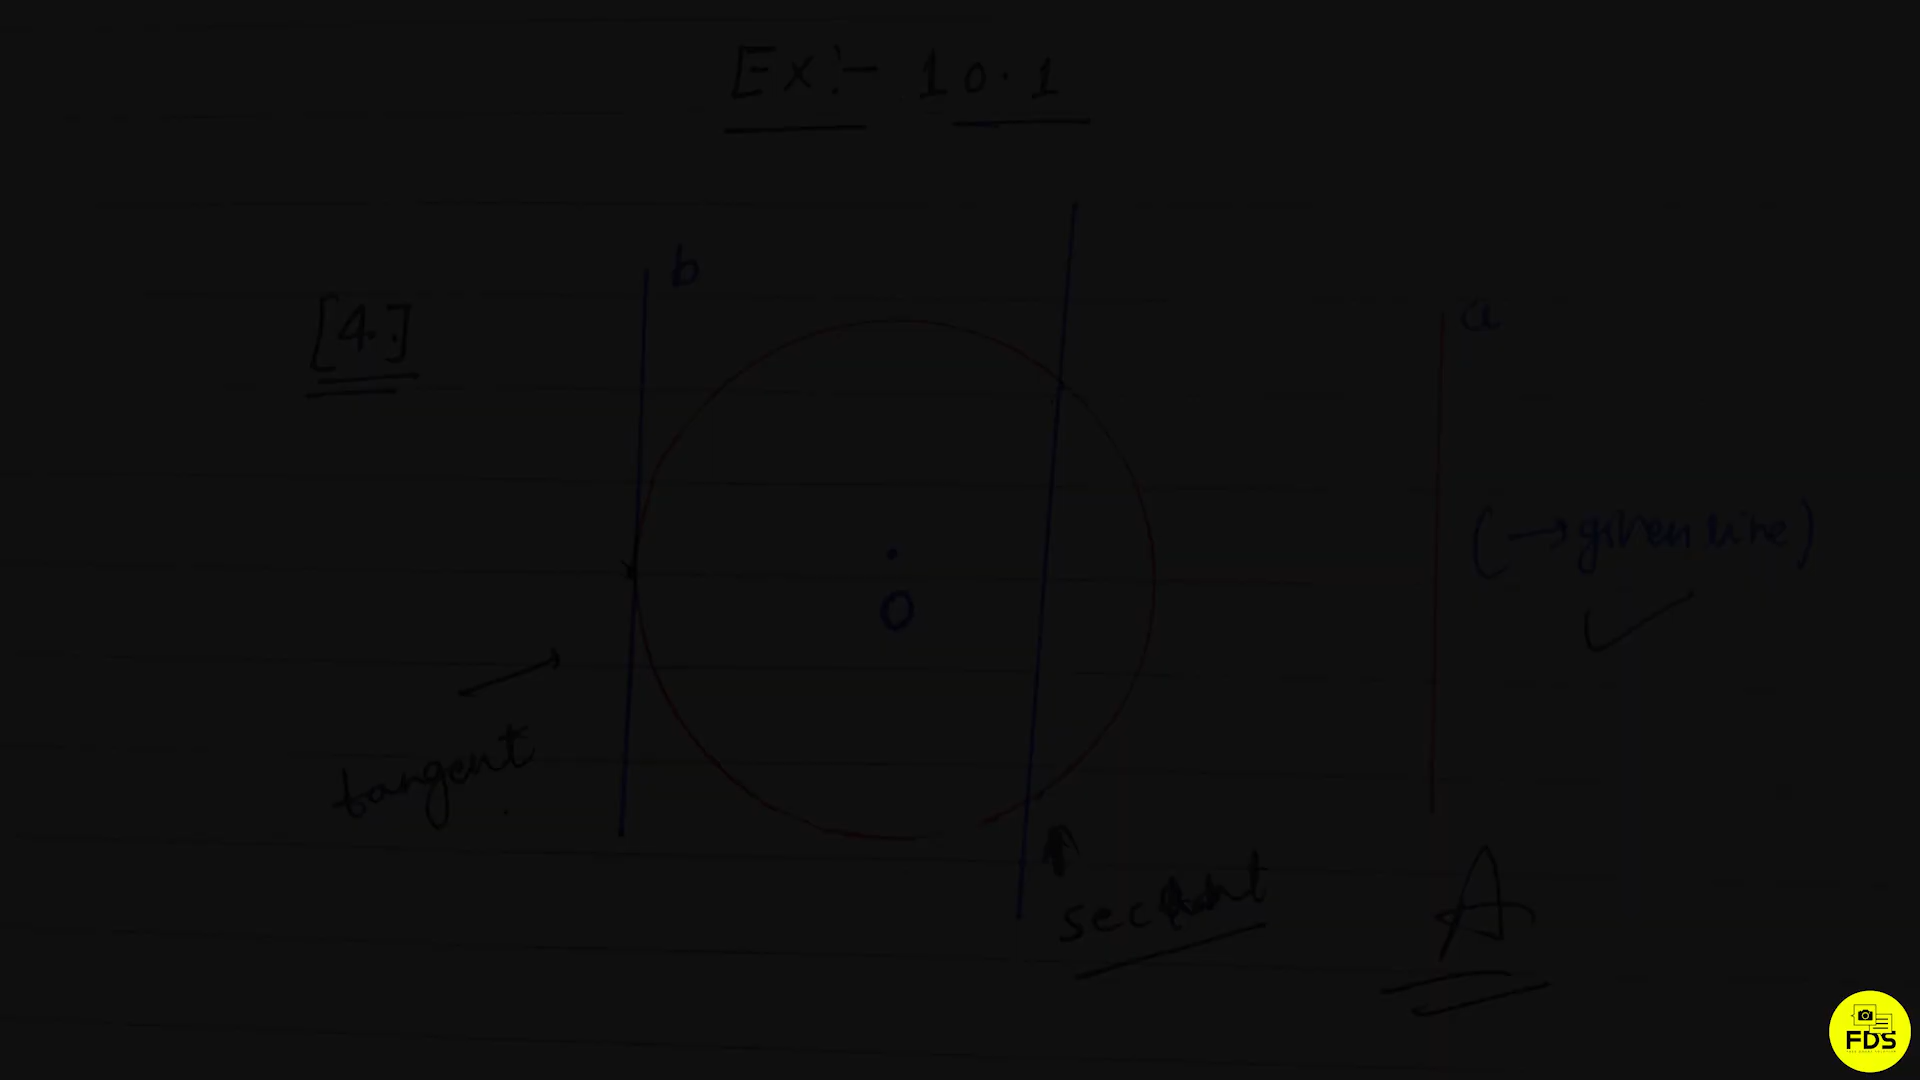 Ex:- 10.1
b
[4.]
a
(→ given line)
O
tangent
secant
A
FDS